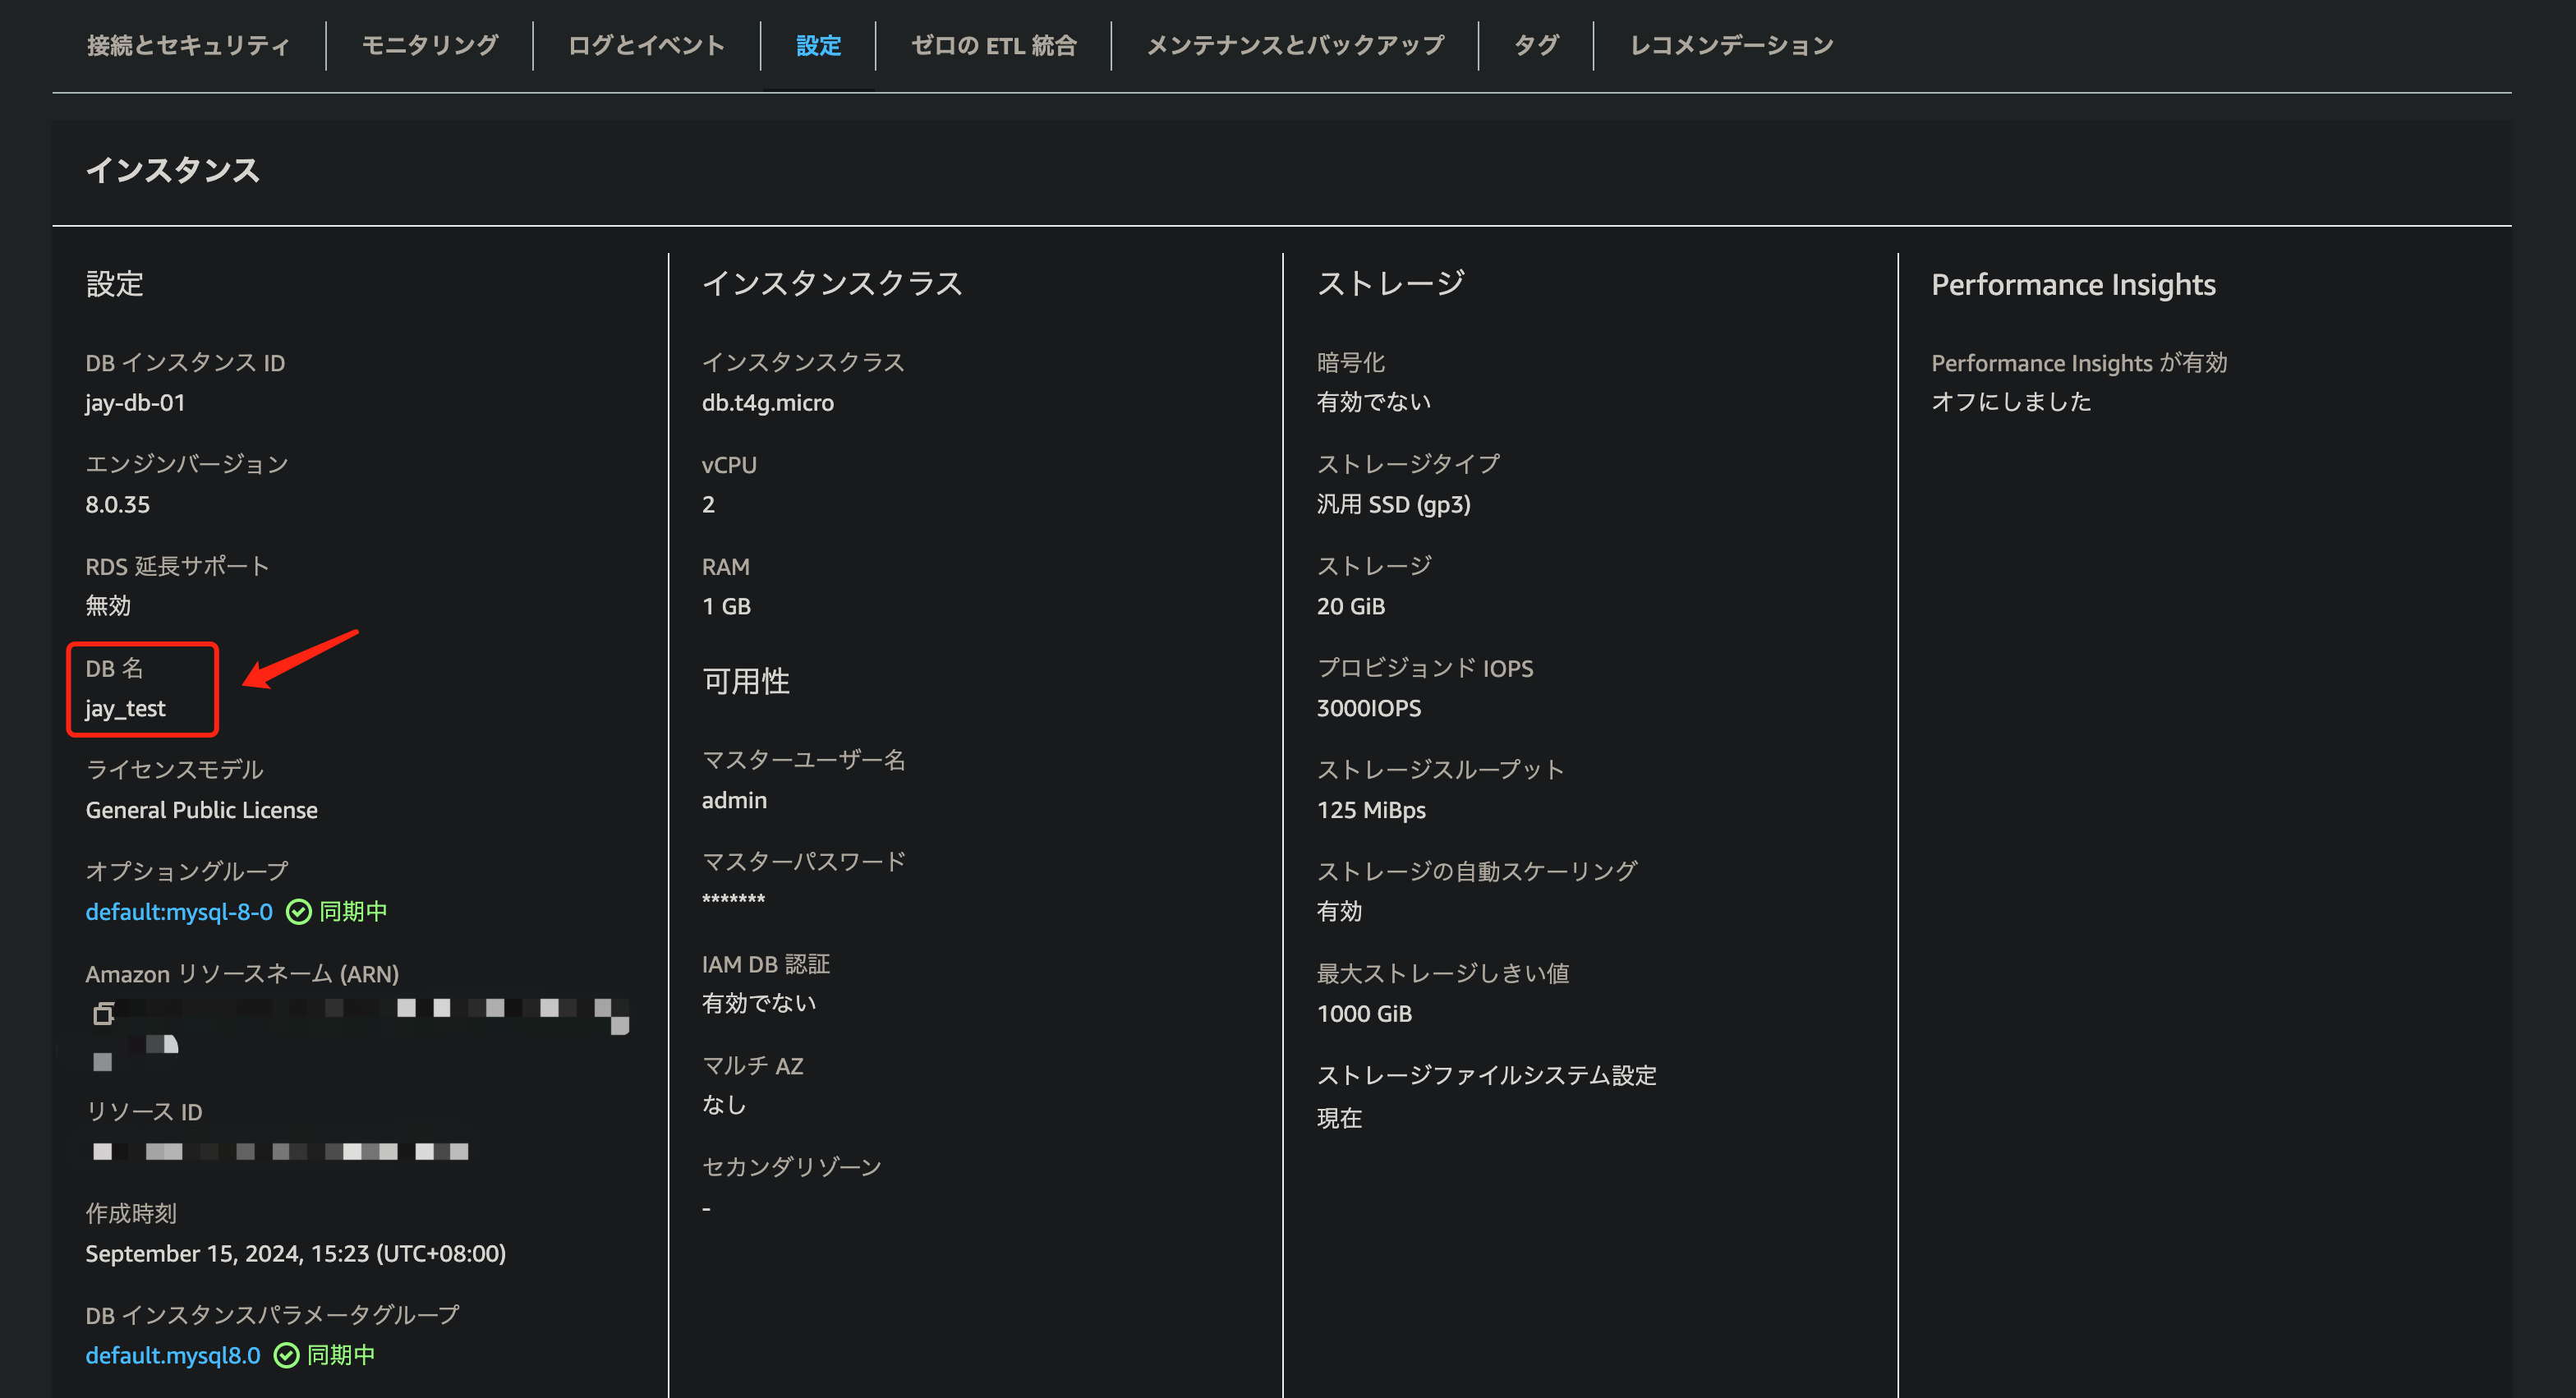 接続とセキュリティ
モニタリング
ログとイベント
設定
ゼロの ETL 統合
メンテナンスとバックアップ
タグ
レコメンデーション
インスタンス
設定
DB インスタンス ID
jay-db-01
エンジンバージョン
8.0.35
RDS 延長サポート
無効
DB 名
jay_test
ライセンスモデル
General Public License
オプショングループ
default:mysql-8-0 同期中
Amazon リソースネーム (ARN)
リソース ID
作成時刻
September 15, 2024, 15:23 (UTC+08:00)
DB インスタンスパラメータグループ
default.mysql8.0 同期中
インスタンスクラス
インスタンスクラス
db.t4g.micro
vCPU
2
RAM
1 GB
可用性
マスターユーザー名
admin
マスターパスワード
*******
IAM DB 認証
有効でない
マルチ AZ
なし
セカンダリゾーン
-
ストレージ
暗号化
有効でない
ストレージタイプ
汎用 SSD (gp3)
ストレージ
20 GiB
プロビジョンド IOPS
3000IOPS
ストレージスループット
125 MiBps
ストレージの自動スケーリング
有効
最大ストレージしきい値
1000 GiB
ストレージファイルシステム設定
現在
Performance Insights
Performance Insights が有効
オフにしました